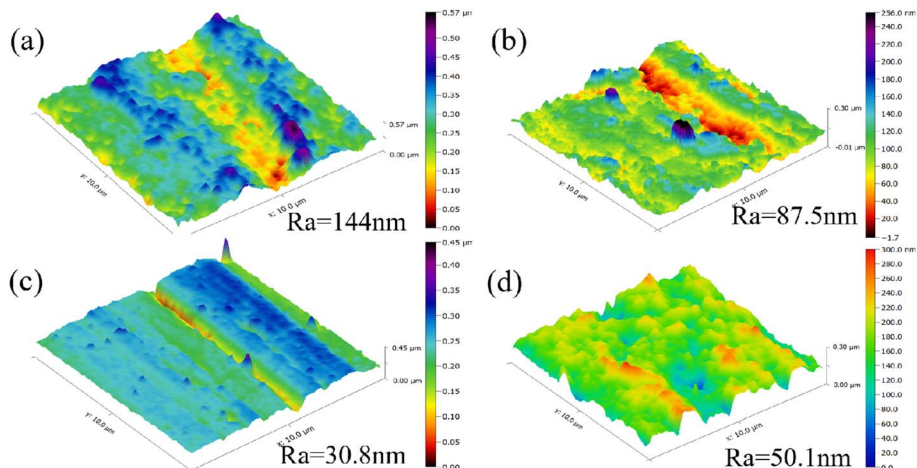 (a)
0.57 µm
0.50
0.45
0.40
0.35
0.30
0.25
0.20
0.15
0.10
0.05
0.00
0.57 µm
0.00
y: 10.0 µm
x: 10.0 µm
Ra=144nm
(b)
256.0 nm
240.0
220.0
200.0
180.0
160.0
140.0
120.0
100.0
80.0
60.0
40.0
20.0
-1.7
0.30 µm
-0.01
y: 10.0 µm
x: 10.0 µm
Ra=87.5nm
(c)
0.45 µm
0.40
0.35
0.30
0.25
0.20
0.15
0.10
0.05
0.00
0.45 µm
0.00
y: 10.0 µm
x: 10.0 µm
Ra=30.8nm
(d)
300 nm
280.0
260.0
240.0
220.0
200.0
180.0
160.0
140.0
120.0
100.0
80.0
60.0
40.0
20.0
0.0
0.30 µm
0.00
y: 10.0 µm
x: 10.0 µm
Ra=50.1nm